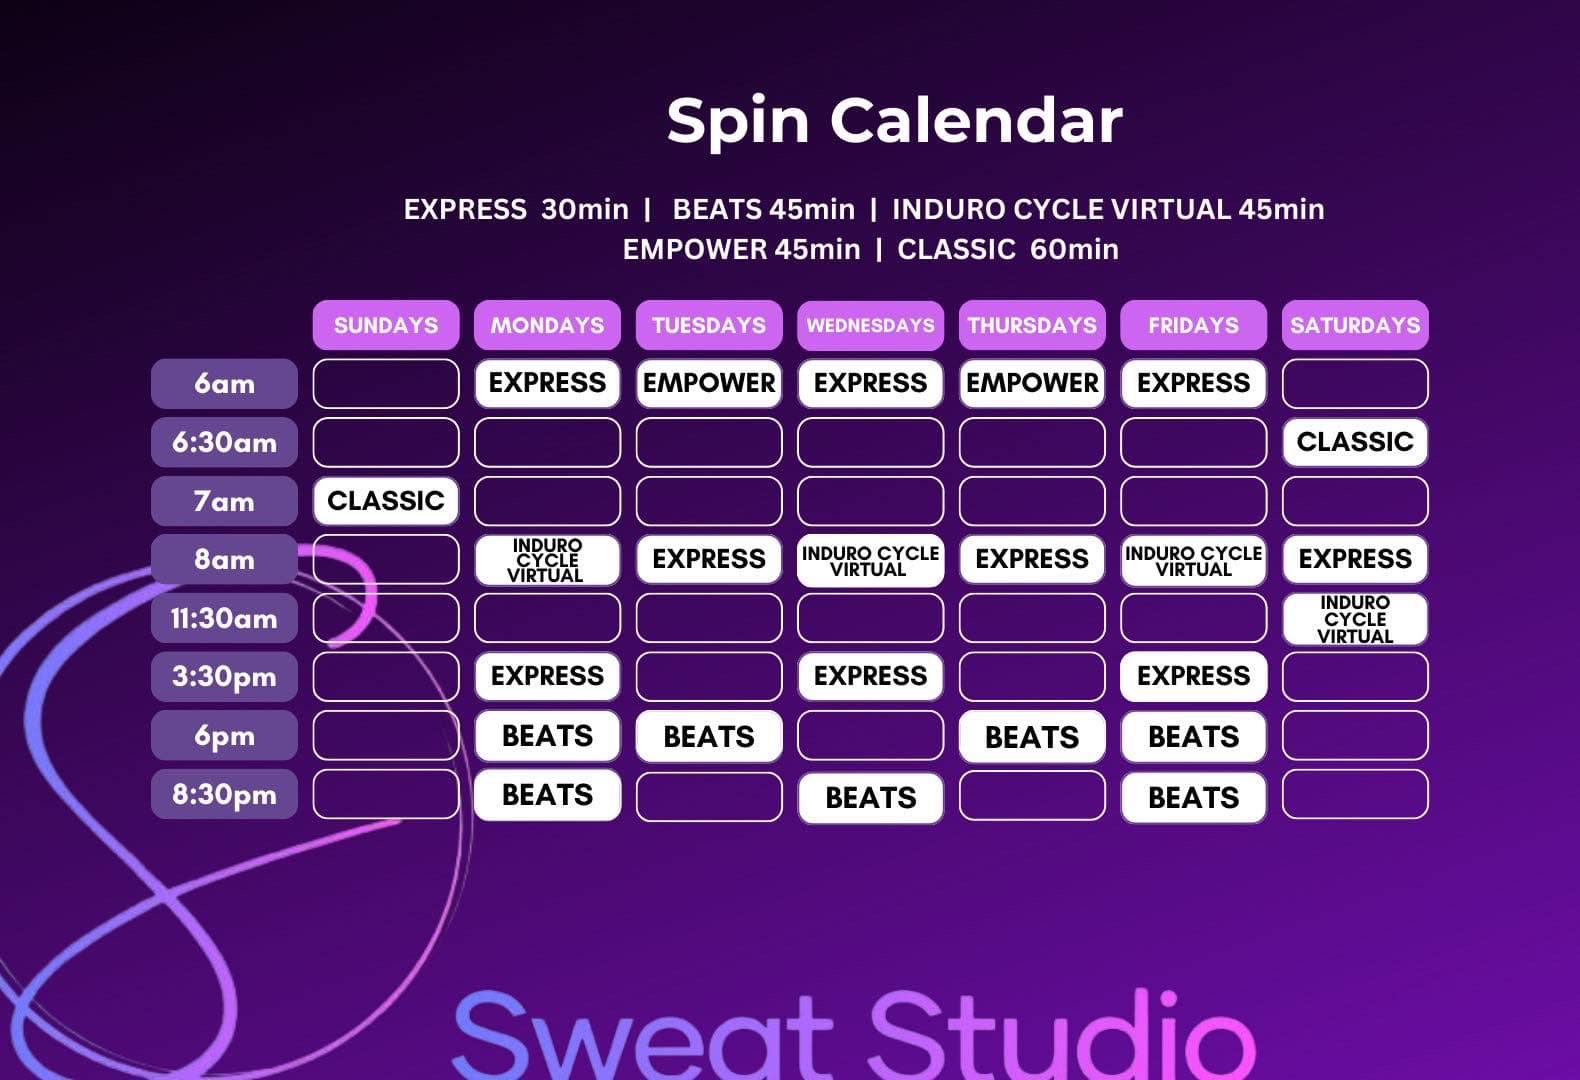 Spin Calendar
EXPRESS 30min | BEATS 45min | INDURO CYCLE VIRTUAL 45min
EMPOWER 45min | CLASSIC 60min
SUNDAYS MONDAYS TUESDAYS WEDNESDAYS THURSDAYS FRIDAYS SATURDAYS
6am EXPRESS EMPOWER EXPRESS EMPOWER EXPRESS
6:30am CLASSIC
7am CLASSIC
8am INDURO CYCLE VIRTUAL EXPRESS INDURO CYCLE VIRTUAL EXPRESS INDURO CYCLE VIRTUAL EXPRESS
11:30am INDURO CYCLE VIRTUAL
3:30pm EXPRESS EXPRESS EXPRESS
6pm BEATS BEATS BEATS BEATS
8:30pm BEATS BEATS BEATS
Sweat Studio